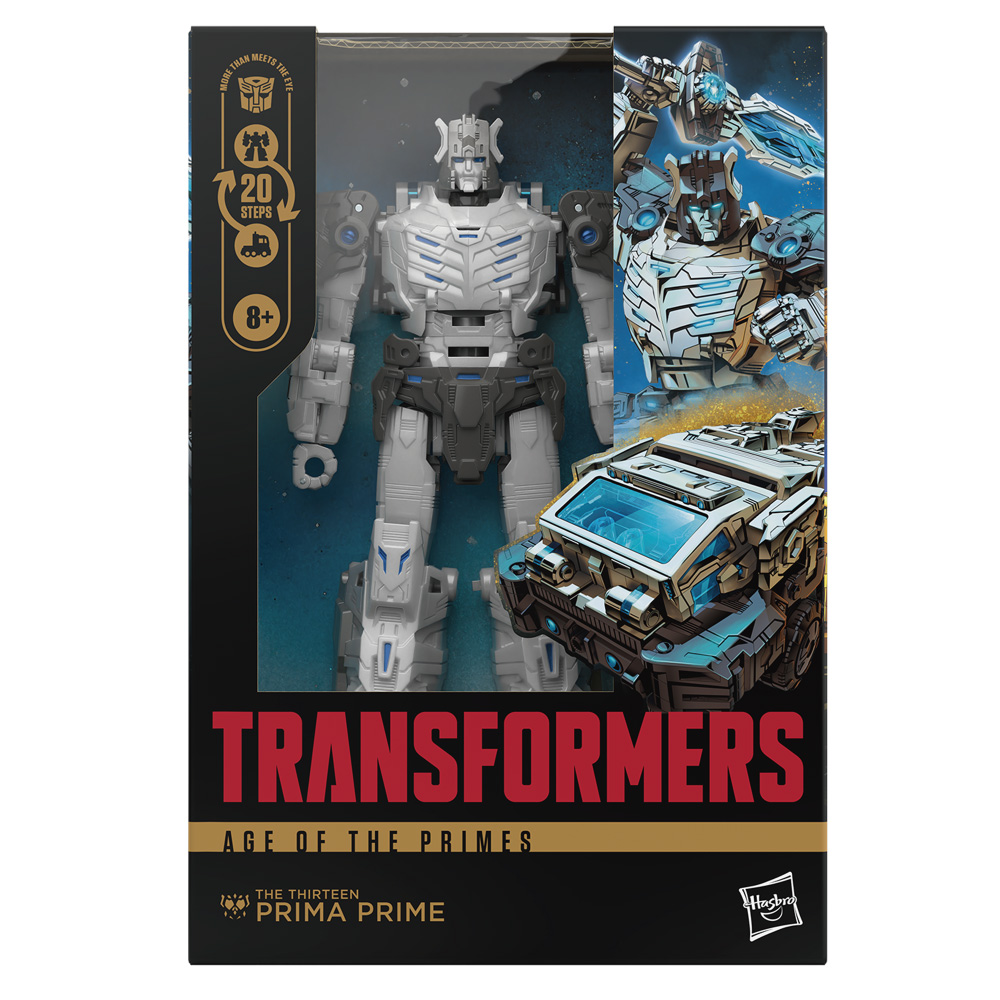 MORE THAN MEETS THE EYE
20
STEPS
8+
TRANSFORMERS
AGE OF THE PRIMES
THE THIRTEEN
PRIMA PRIME
Hasbro